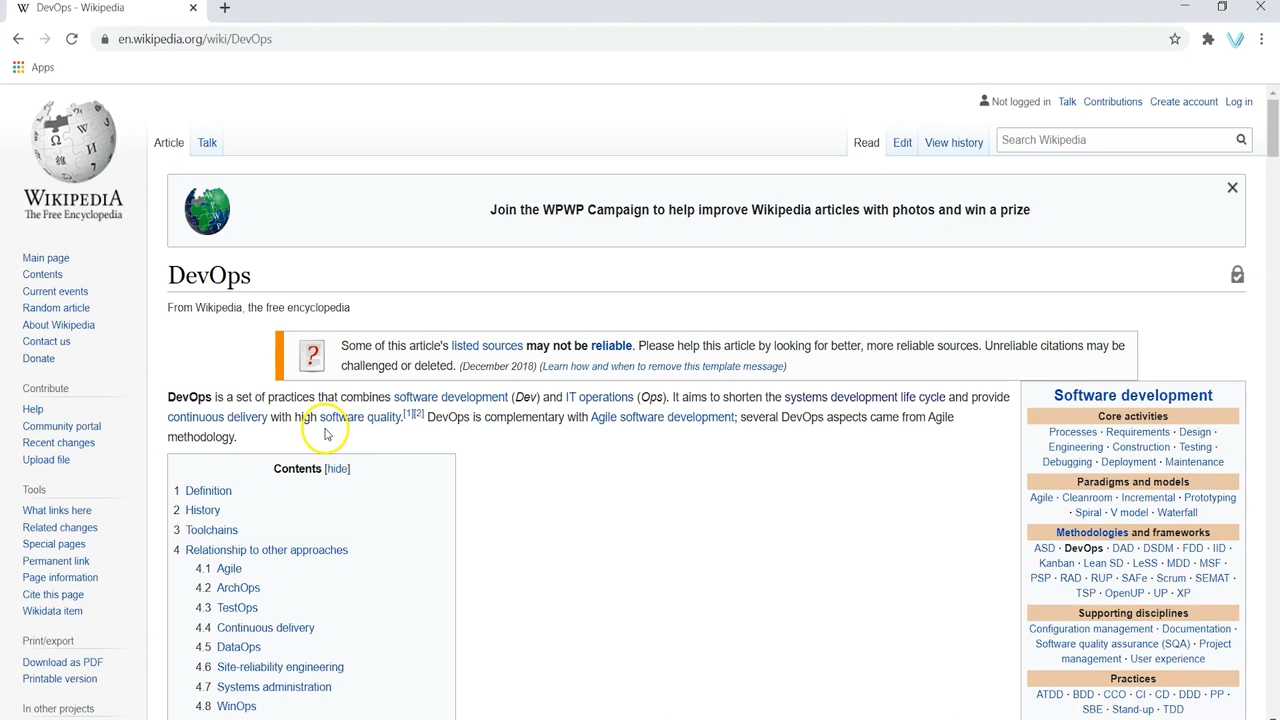 DevOps - Wikipedia
en.wikipedia.org/wiki/DevOps
Apps
Not logged in Talk Contributions Create account Log in
Article Talk Read Edit View history Search Wikipedia
WIKIPEDIA
The Free Encyclopedia
Join the WPWP Campaign to help improve Wikipedia articles with photos and win a prize
Main page
Contents
Current events
Random article
About Wikipedia
Contact us
Donate
Contribute
Help
Community portal
Recent changes
Upload file
Tools
What links here
Related changes
Special pages
Permanent link
Page information
Cite this page
Wikidata item
Print/export
Download as PDF
Printable version
In other projects
DevOps
From Wikipedia, the free encyclopedia
Some of this article's listed sources may not be reliable. Please help this article by looking for better, more reliable sources. Unreliable citations may be
challenged or deleted. (December 2018) (Learn how and when to remove this template message)
DevOps is a set of practices that combines software development (Dev) and IT operations (Ops). It aims to shorten the systems development life cycle and provide
continuous delivery with high software quality.[1][2] DevOps is complementary with Agile software development; several DevOps aspects came from Agile
methodology.
Contents [hide]
1 Definition
2 History
3 Toolchains
4 Relationship to other approaches
4.1 Agile
4.2 ArchOps
4.3 TestOps
4.4 Continuous delivery
4.5 DataOps
4.6 Site-reliability engineering
4.7 Systems administration
4.8 WinOps
Software development
Core activities
Processes · Requirements · Design ·
Engineering · Construction · Testing ·
Debugging · Deployment · Maintenance
Paradigms and models
Agile · Cleanroom · Incremental · Prototyping
· Spiral · V model · Waterfall
Methodologies and frameworks
ASD · DevOps · DAD · DSDM · FDD · IID ·
Kanban · Lean SD · LeSS · MDD · MSF ·
PSP · RAD · RUP · SAFe · Scrum · SEMAT ·
TSP · OpenUP · UP · XP
Supporting disciplines
Configuration management · Documentation ·
Software quality assurance (SQA) · Project
management · User experience
Practices
ATDD · BDD · CCO · CI · CD · DDD · PP ·
SBE · Stand-up · TDD